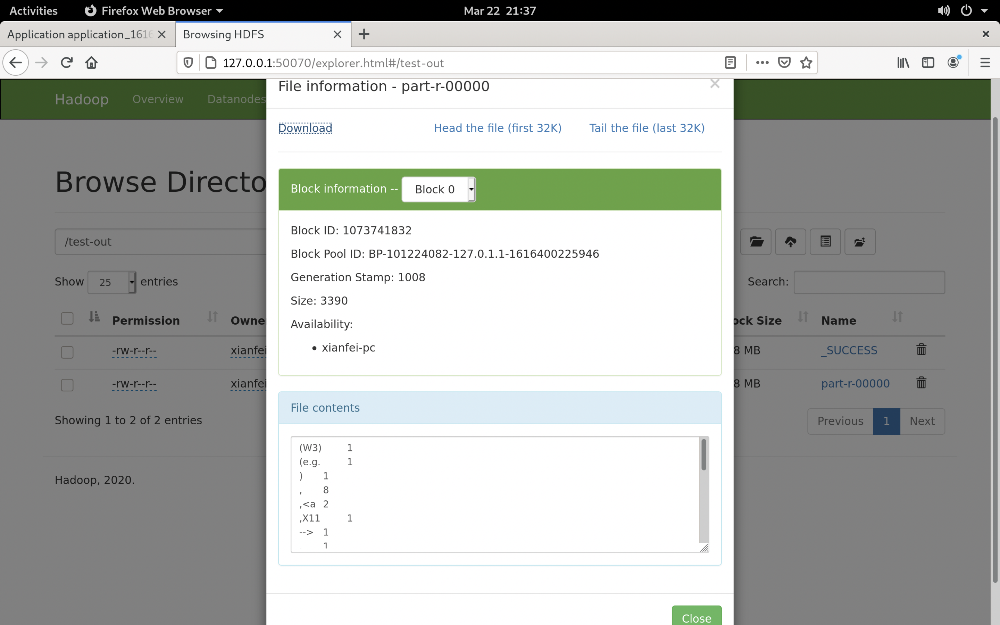 Activities Firefox Web Browser Mar 22 21:37
Application application_1616 Browsing HDFS
127.0.0.1:50070/explorer.html#/test-out
File information - part-r-00000
Hadoop Overview Datanodes
Download Head the file (first 32K) Tail the file (last 32K)
Browse Directo
Block information -- Block 0
Block ID: 1073741832
/test-out
Block Pool ID: BP-101224082-127.0.1.1-1616400225946
Show 25 entries
Generation Stamp: 1008
Search:
Size: 3390
Permission Owne ock Size Name
Availability:
-rw-r--r-- xianfei 8 MB _SUCCESS
• xianfei-pc
-rw-r--r-- xianfei 8 MB part-r-00000
File contents
Showing 1 to 2 of 2 entries
Previous 1 Next
(W3) 1
(e.g. 1
) 1
, 8
,<a 2
,X11 1
--> 1
1
Hadoop, 2020.
Close